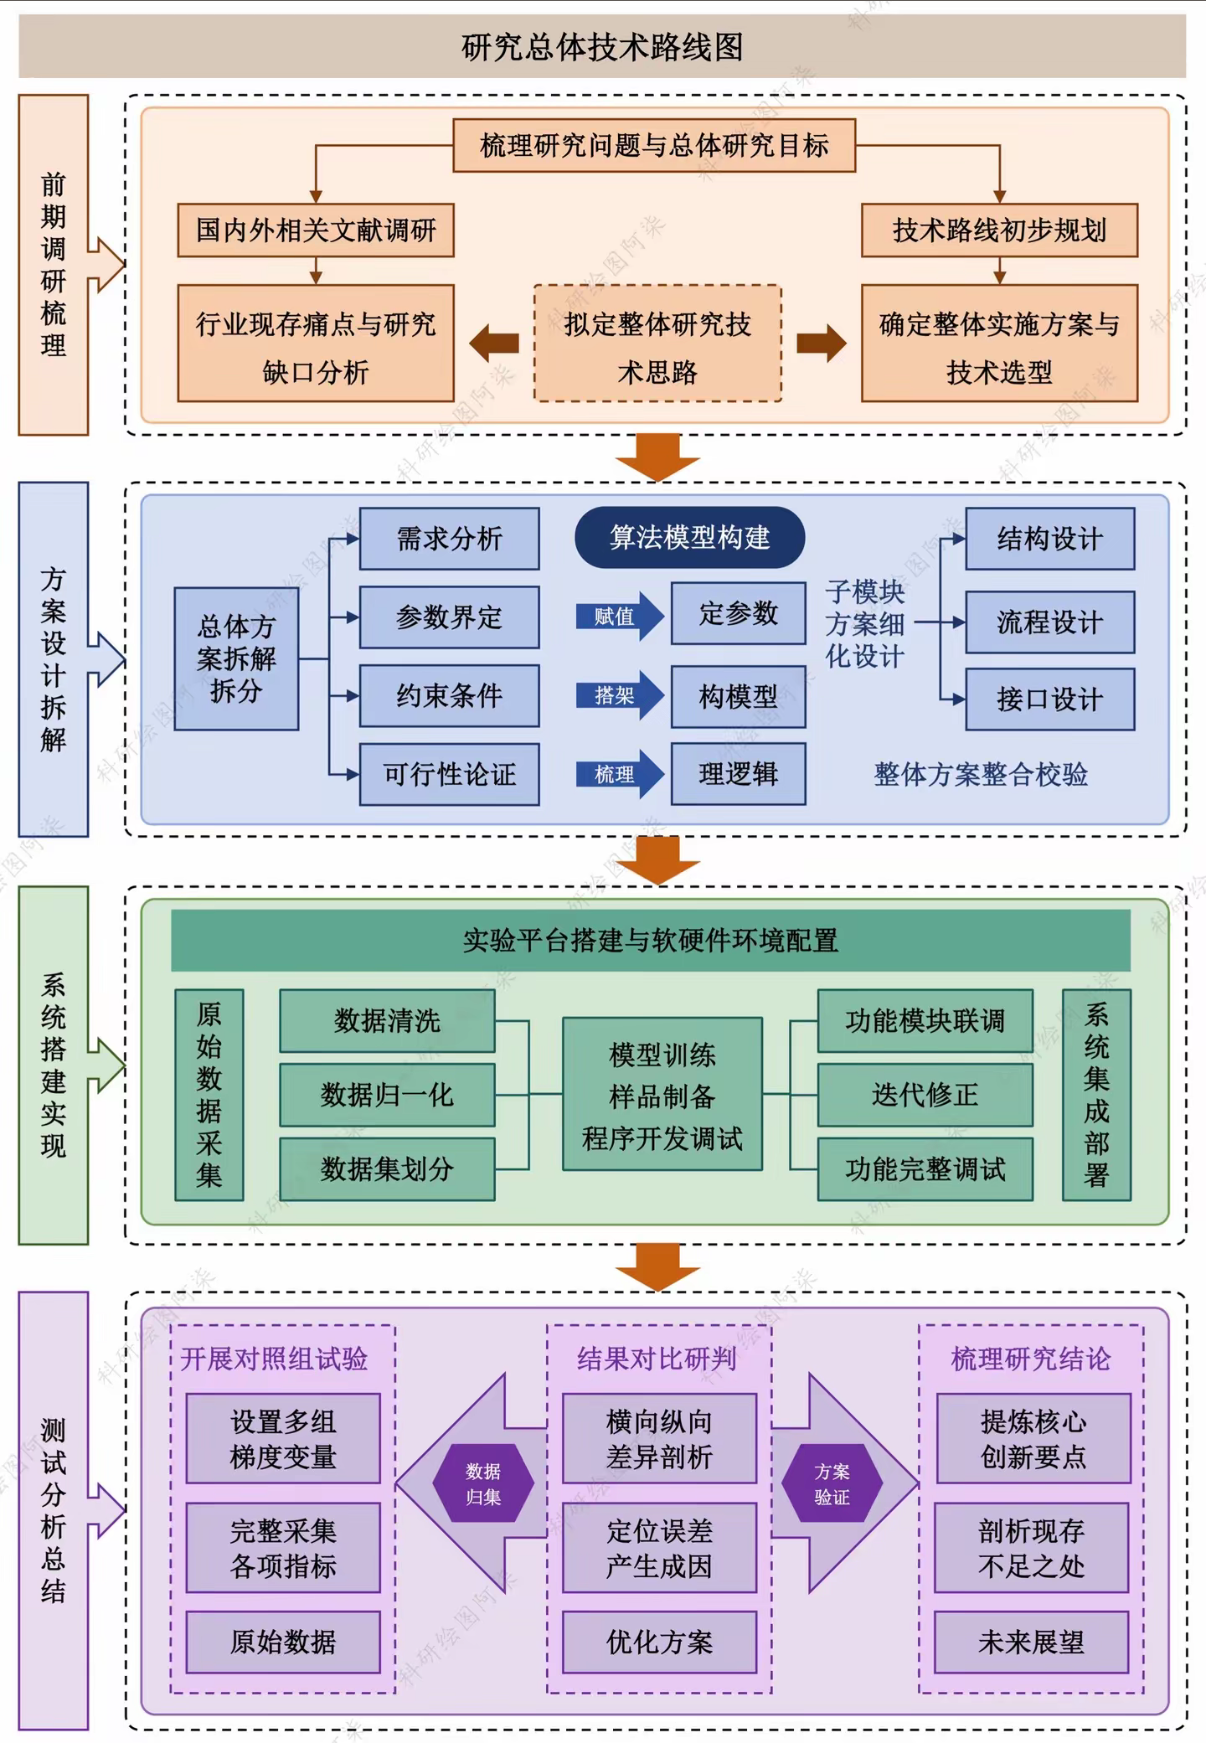 研究总体技术路线图
前期调研梳理
梳理研究问题与总体研究目标
国内外相关文献调研
技术路线初步规划
行业现存痛点与研究
缺口分析
拟定整体研究技
术思路
确定整体实施方案与
技术选型
方案设计拆解
总体方
案拆解
拆分
需求分析
参数界定
约束条件
可行性论证
算法模型构建
赋值
定参数
搭架
构模型
梳理
理逻辑
子模块
方案细
化设计
结构设计
流程设计
接口设计
整体方案整合校验
系统搭建实现
实验平台搭建与软硬件环境配置
原始数据采集
数据清洗
数据归一化
数据集划分
模型训练
样品制备
程序开发调试
功能模块联调
迭代修正
功能完整调试
系统集成部署
测试分析总结
开展对照组试验
设置多组
梯度变量
完整采集
各项指标
原始数据
数据
归集
结果对比研判
横向纵向
差异剖析
定位误差
产生成因
优化方案
方案
验证
梳理研究结论
提炼核心
创新要点
剖析现存
不足之处
未来展望
科研绘图阿柒